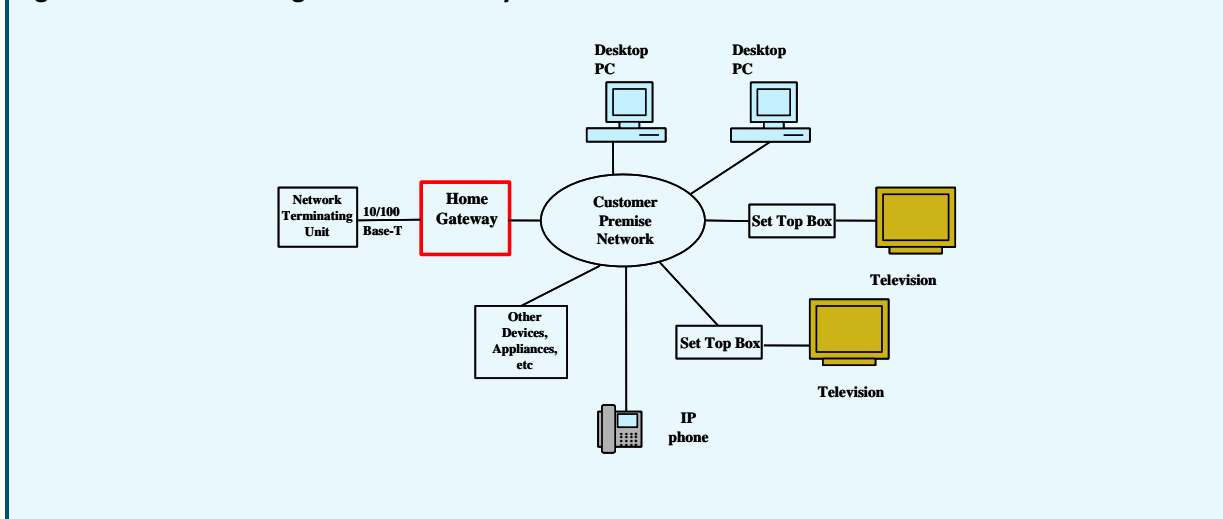 Desktop
PC
Desktop
PC
Network
Terminating
Unit
10/100
Base-T
Home
Gateway
Customer
Premise
Network
Set Top Box
Television
Other
Devices,
Appliances,
etc
Set Top Box
Television
IP
phone